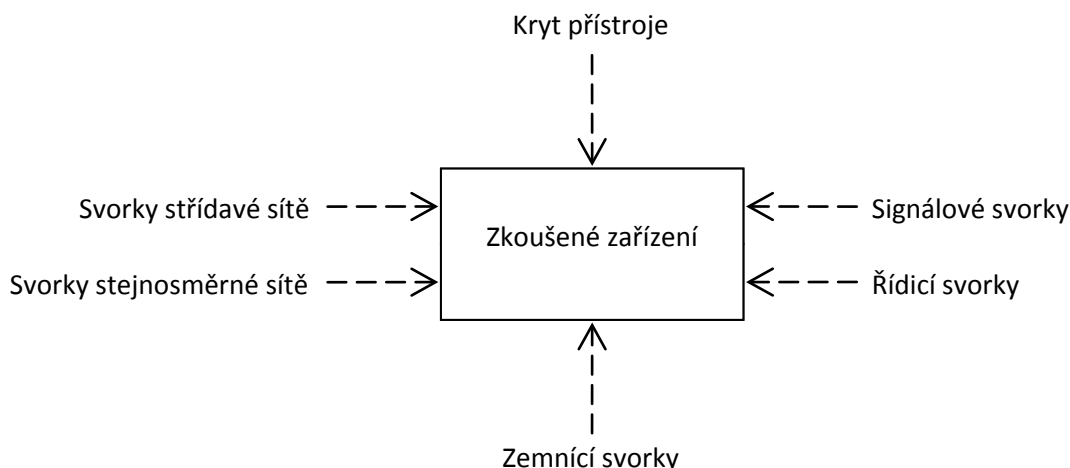 Kryt přístroje
Svorky střídavé sítě
Zkoušené zařízení
Signálové svorky
Svorky stejnosměrné sítě
Řídicí svorky
Zemnící svorky